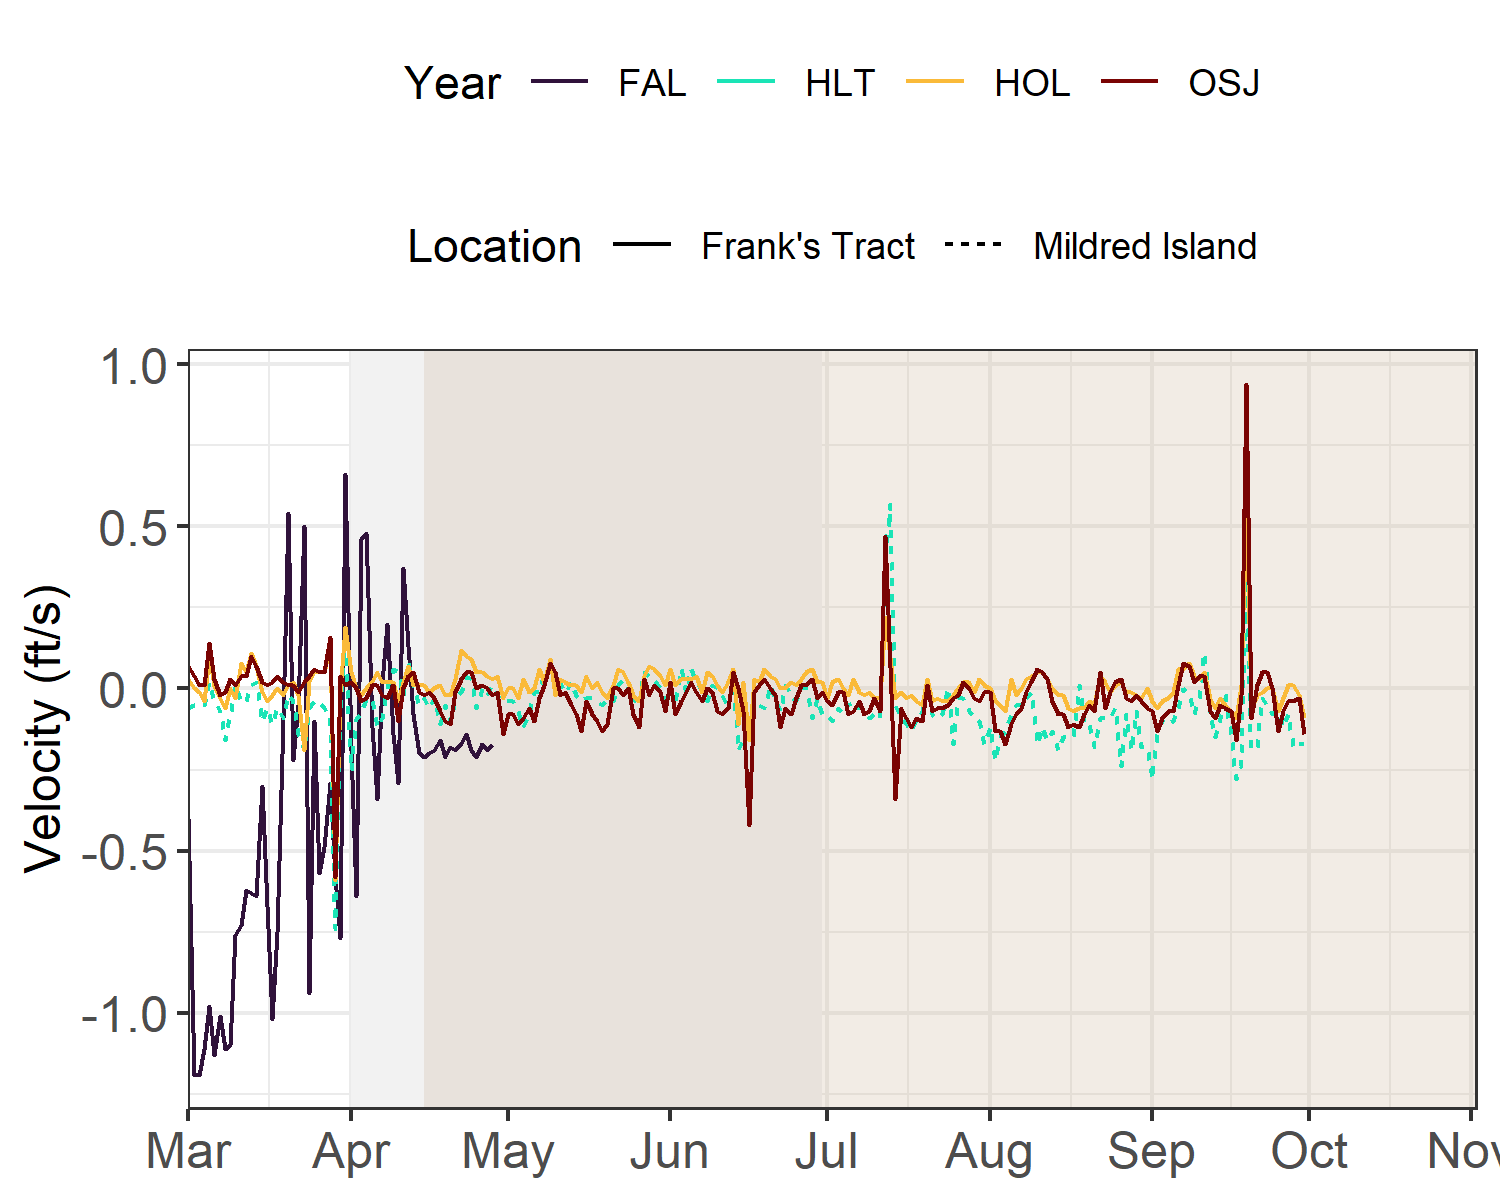 Year FAL HLT HOL OSJ
Location Frank's Tract Mildred Island
1.0
0.5
0.0
-0.5
-1.0
Velocity (ft/s)
Mar Apr May Jun Jul Aug Sep Oct Nov